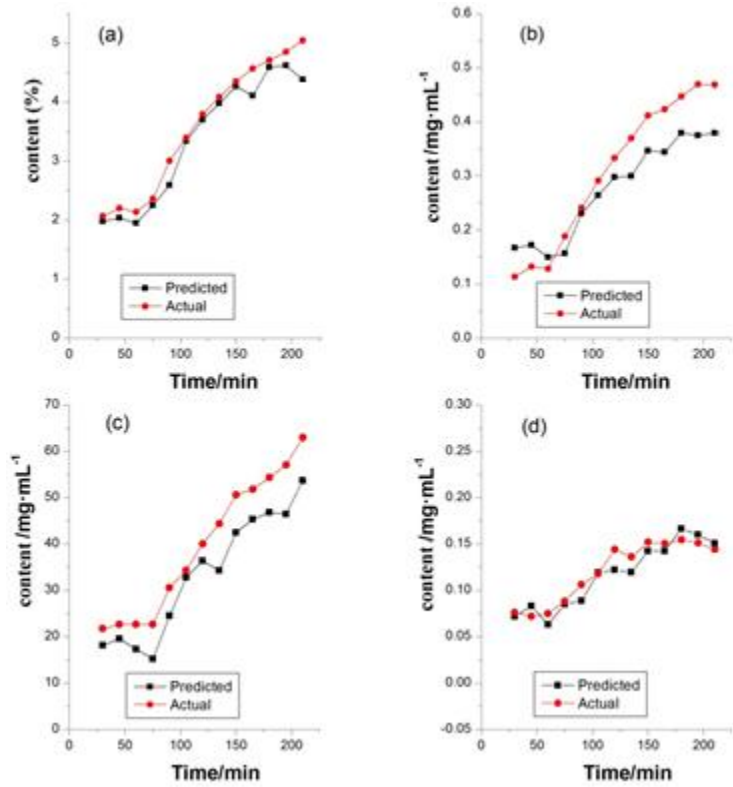 (a)
content (%)
5
4
3
2
1
0
Predicted
Actual
0 50 100 150 200
Time/min
(b)
content /mg·mL-1
0.6
0.5
0.4
0.3
0.2
0.1
0.0
Predicted
Actual
0 50 100 150 200
Time/min
(c)
content /mg·mL-1
70
60
50
40
30
20
10
0
Predicted
Actual
0 50 100 150 200
Time/min
(d)
content /mg·mL-1
0.30
0.25
0.20
0.15
0.10
0.05
0.00
-0.05
Predicted
Actual
0 50 100 150 200
Time/min